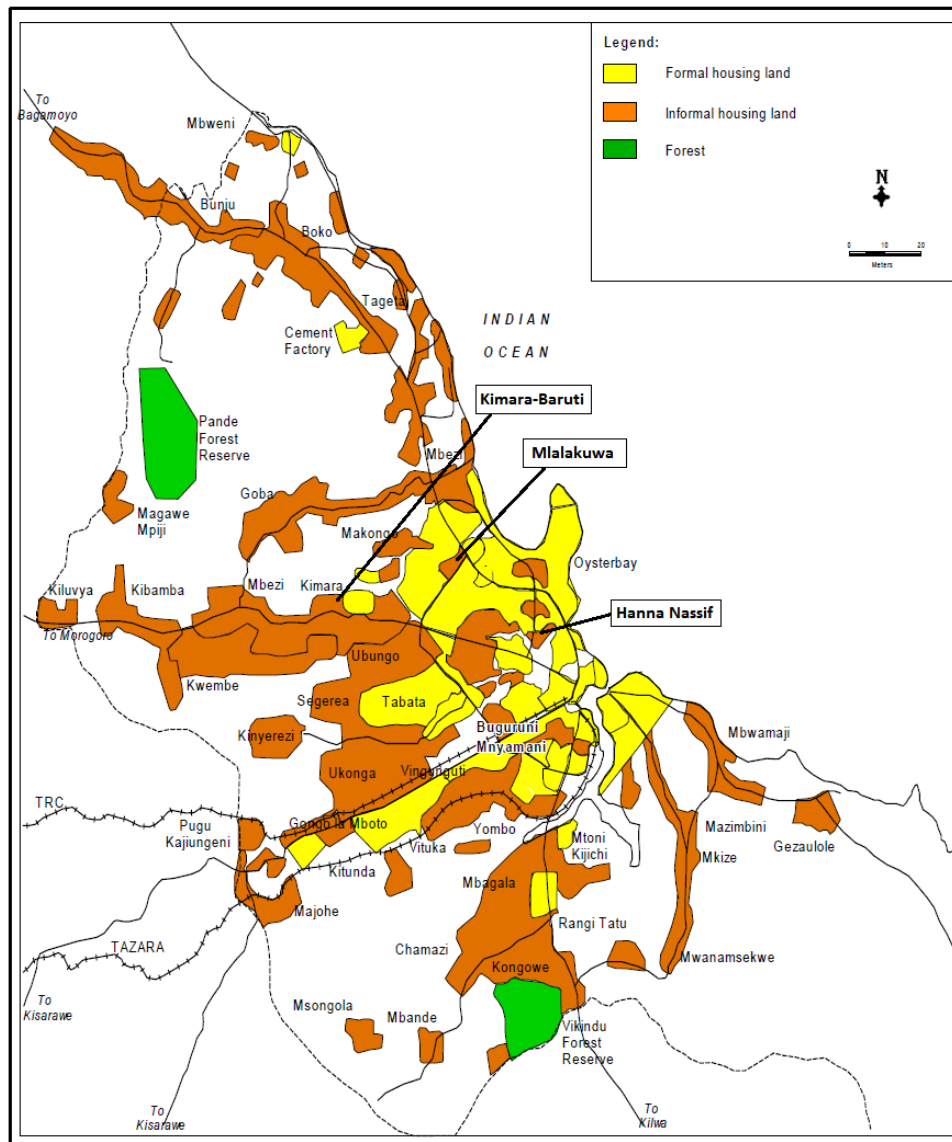 Legend:
Formal housing land
Informal housing land
Forest
N
0 10 20
Meters
To
Bagamoyo
Mbweni
Bunju
Boko
Tageta
INDIAN
OCEAN
Cement
Factory
Kimara-Baruti
Pande
Forest
Reserve
Mlalakuwa
Mbezi
Goba
Magawe
Mpiji
Makongo
Oysterbay
Kiluvya
Kibamba
Mbezi
Kimara
Hanna Nassif
To Morogoro
Ubungo
Kwembe
Segerea
Tabata
Kinyerezi
Buguruni
Mnyamani
Mbwamaji
Ukonga
Vingunguti
TRC
Pugu
Kajiungeni
Gongo la Mboto
Yombo
Mtoni
Kijichi
Mazimbini
Gezaulole
Vituka
Kitunda
Mkize
Mbagala
Majohe
Rangi Tatu
TAZARA
Chamazi
Mwanamsekwe
Kongowe
To
Kisarawe
Msongola
Mbande
Vikindu
Forest
Reserve
To
Kisarawe
To
Kilwa